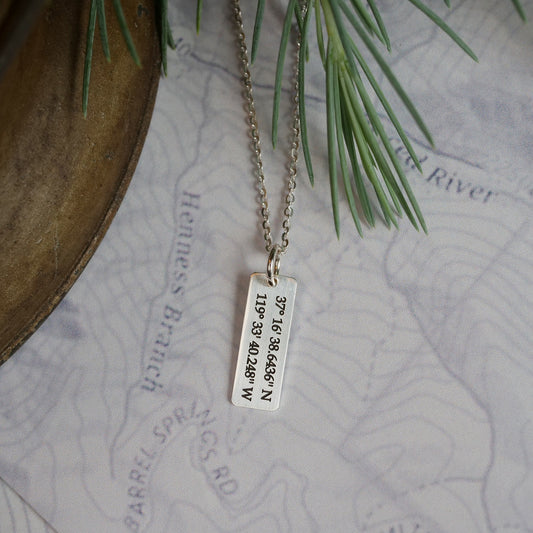 37° 16' 38.6436" N
119° 33' 40.248" W
Henness Branch
River
BARREL SPRINGS RD